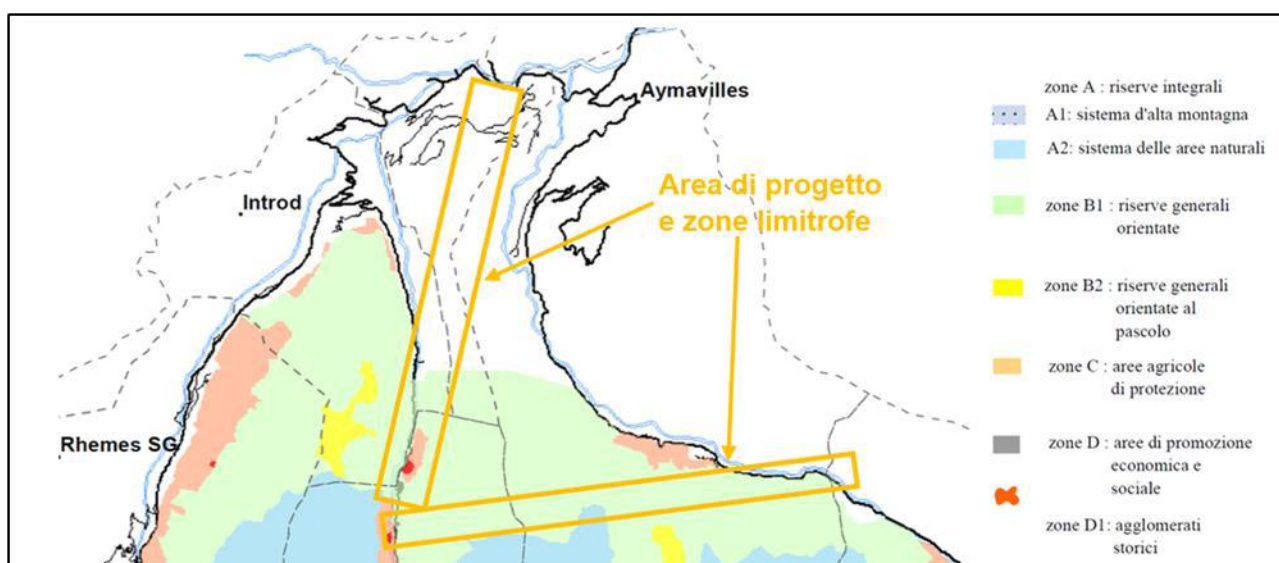 Aymavilles
Introd
Rhemes SG
Area di progetto
e zone limitrofe
zone A : riserve integrali
A1: sistema d'alta montagna
A2: sistema delle aree naturali
zone B1 : riserve generali
orientate
zone B2 : riserve generali
orientate al
pascolo
zone C : aree agricole
di protezione
zone D : aree di promozione
economica e
sociale
zone D1: agglomerati
storici